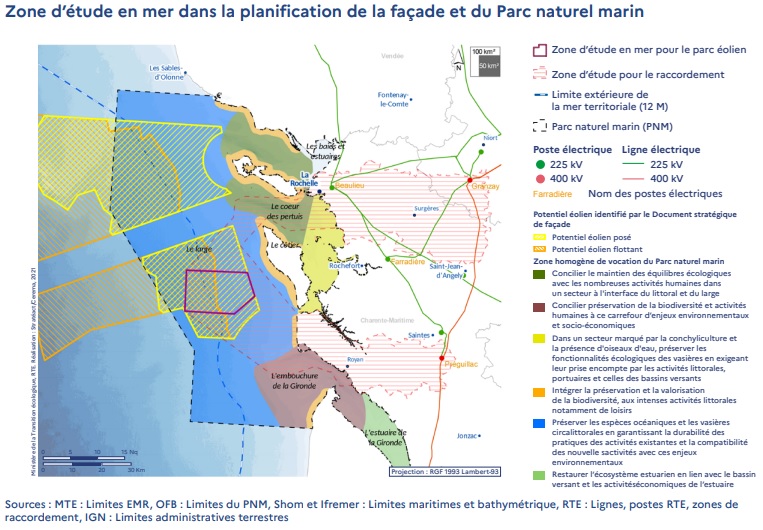 Zone d'étude en mer dans la planification de la façade et du Parc naturel marin
Vendée
100 km²
50 km²
N
Les Sables-
d'Olonne
Fontenay-
le-Comte
Niort
Les baies et
estuaires
La
Rochelle
Beaulieu
Granzay
Le coeur
des pertuis
Surgères
Le côtier
Le large
Rochefort
Farradière
Saint-Jean-
d'Angely
Charente-Maritime
Saintes
Royan
Préguillac
L'embouchure
de la Gironde
L'estuaire de
la Gironde
Jonzac
0 5 10 15 Nq
0 10 20 30 Km
Projection : RGF 1993 Lambert-93
Ministère de la Transition écologique, RTE. Réalisation : Stratéact',Cerema, 2021
Zone d'étude en mer pour le parc éolien
Zone d'étude pour le raccordement
Limite extérieure de
la mer territoriale (12 M)
Parc naturel marin (PNM)
Poste électrique Ligne électrique
225 kV 225 kV
400 kV 400 kV
Farradière Nom des postes électriques
Potentiel éolien identifié par le Document stratégique
de façade
Potentiel éolien posé
Potentiel éolien flottant
Zone homogène de vocation du Parc naturel marin
Concilier le maintien des équilibres écologiques
avec les nombreuses activités humaines dans
un secteur à l'interface du littoral et du large
Concilier préservation de la biodiversité et activités
humaines à ce carrefour d'enjeux environnementaux
et socio-économiques
Dans un secteur marqué par la conchyliculture et
la présence d'oiseaux d'eau, préserver les
fonctionnalités écologiques des vasières en exigeant
leur prise encompte par les activités littorales,
portuaires et celles des bassins versants
Intégrer la préservation et la valorisation
de la biodiversité, aux intenses activités littorales
notamment de loisirs
Préserver les espèces océaniques et les vasières
circalittorales en garantissant la durabilité des
pratiques des activités existantes et la compatibilité
des nouvelle sactivités avec ces enjeux
environnementaux
Restaurer l'écosystème estuarien en lien avec le bassin
versant et les activitéséconomiques de l'estuaire
Sources : MTE : Limites EMR, OFB : Limites du PNM, Shom et Ifremer : Limites maritimes et bathymétrique, RTE : Lignes, postes RTE, zones de
raccordement, IGN : Limites administratives terrestres